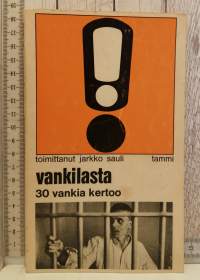 toimittanut jarkko sauli tammi
vankilasta
30 vankia kertoo